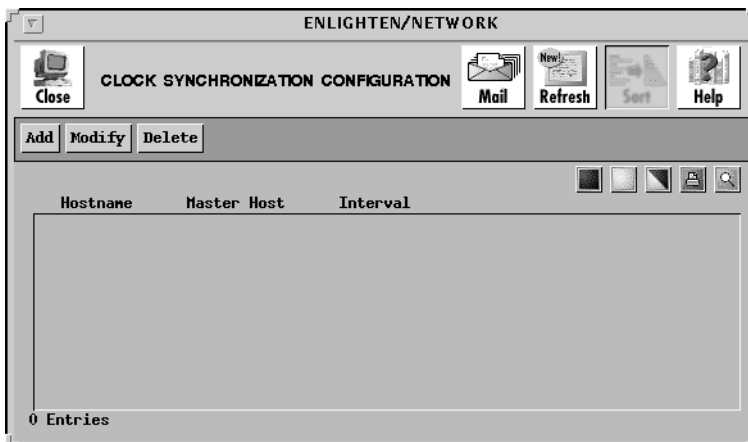 ENLIGHTEN/NETWORK
Close
CLOCK SYNCHRONIZATION CONFIGURATION
Mail
New!
Refresh
Sort
Help
Add Modify Delete
Hostname Master Host Interval
0 Entries